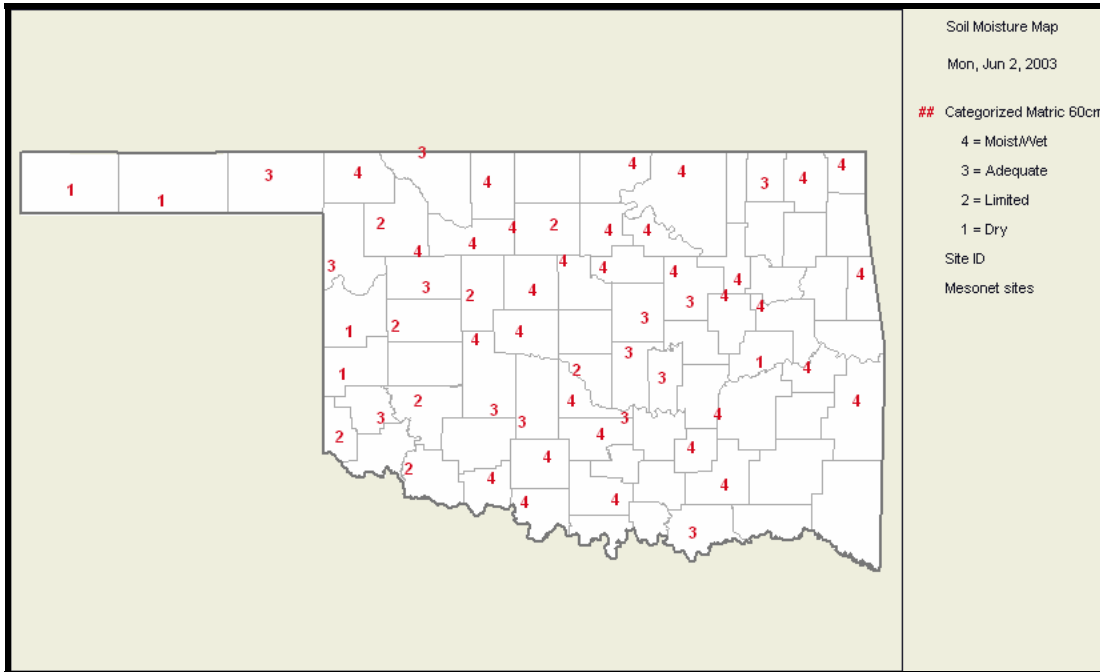 Soil Moisture Map
Mon, Jun 2, 2003
## Categorized Matric 60cm
4 = Moist/Wet
3 = Adequate
2 = Limited
1 = Dry
Site ID
Mesonet sites
3
4 4
3 4 4
4 3 4
1
1
2 4 2 4 4
4 4
3 4 4 4 4 4
3 2 4 3 4 4
1 2 4 4 3
3 1 4
1 2 3
2 4 4
3 3 3 3 4
2 4
4 4
2 4 4
4 4
3